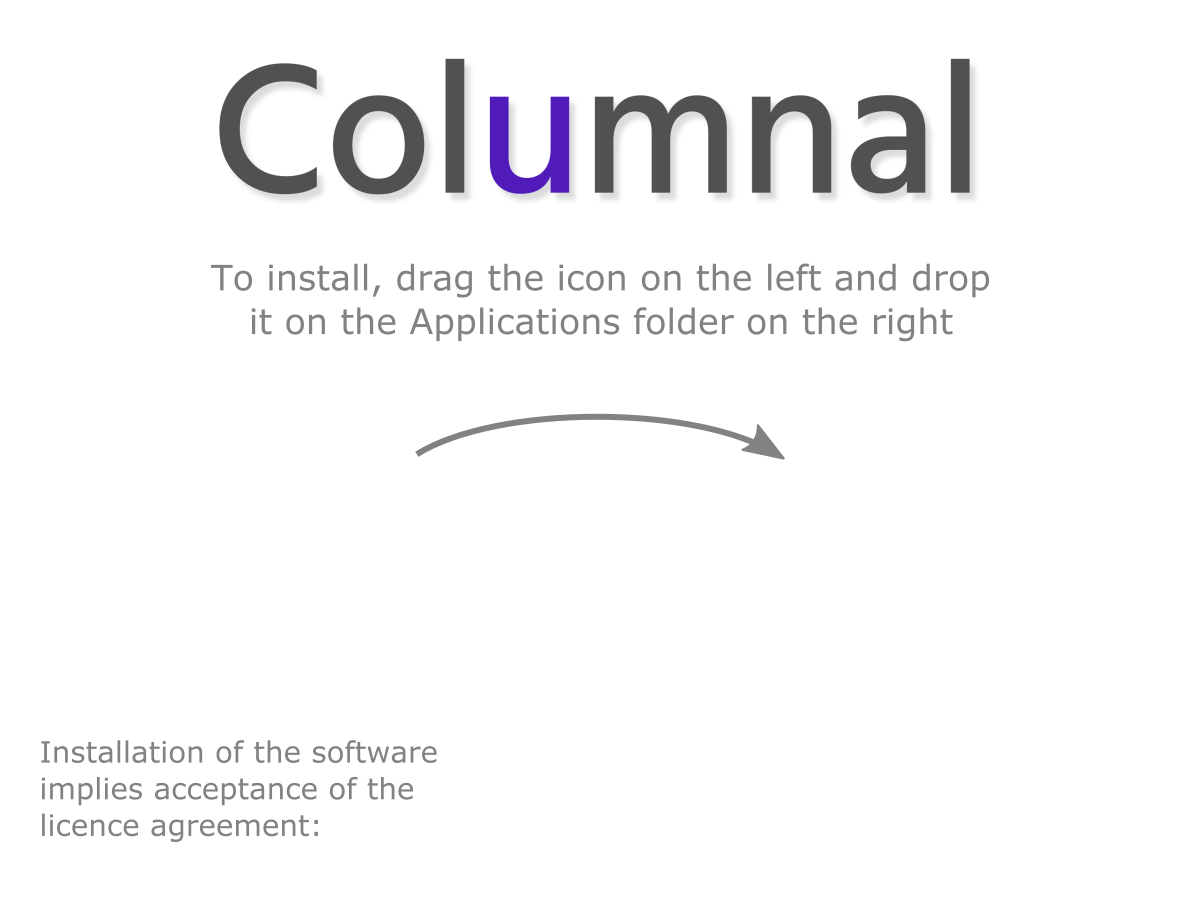 Columnal
To install, drag the icon on the left and drop
it on the Applications folder on the right
Installation of the software
implies acceptance of the
licence agreement: